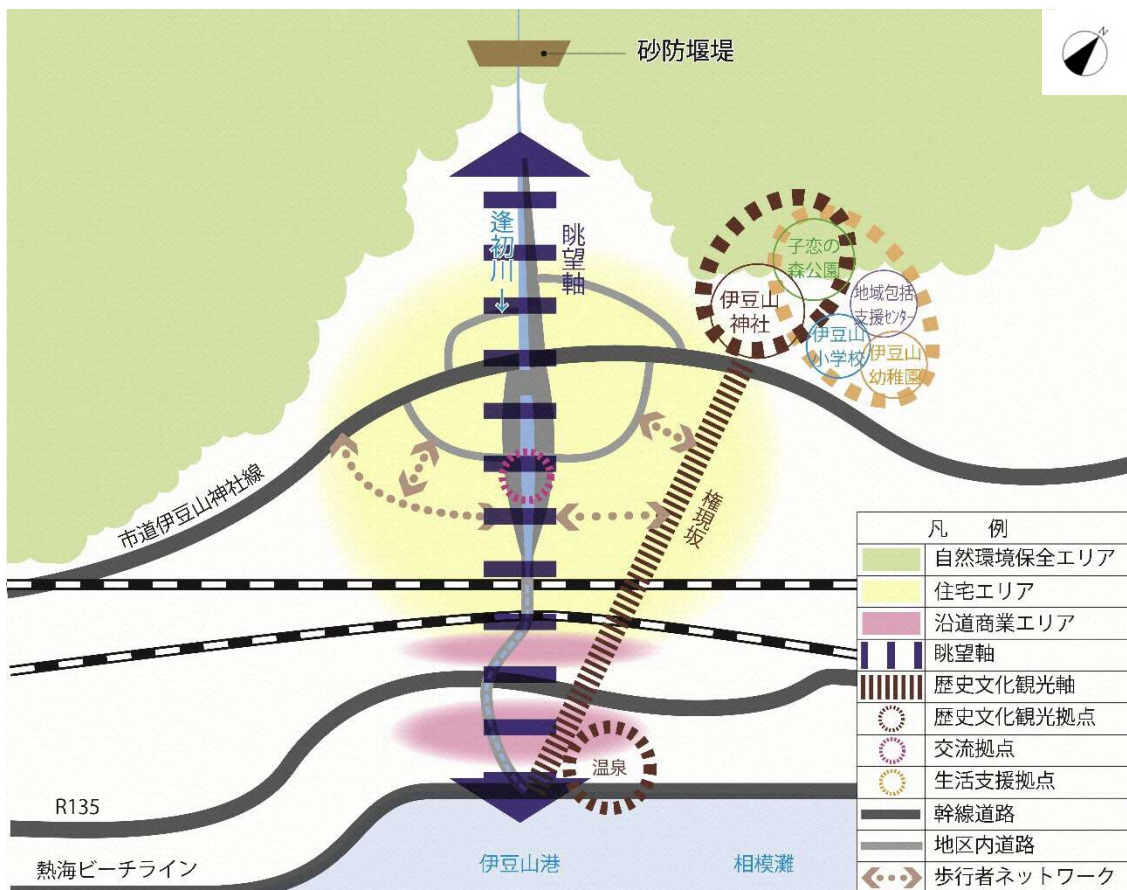 N
砂防堰堤
逢初川
眺望軸
子恋の
森公園
伊豆山
神社
地域包括
支援センター
伊豆山
小学校
伊豆山
幼稚園
市道伊豆山神社線
権現坂
温泉
R135
熱海ビーチライン
伊豆山港
相模灘
凡 例
自然環境保全エリア
住宅エリア
沿道商業エリア
眺望軸
歴史文化観光軸
歴史文化観光拠点
交流拠点
生活支援拠点
幹線道路
地区内道路
歩行者ネットワーク